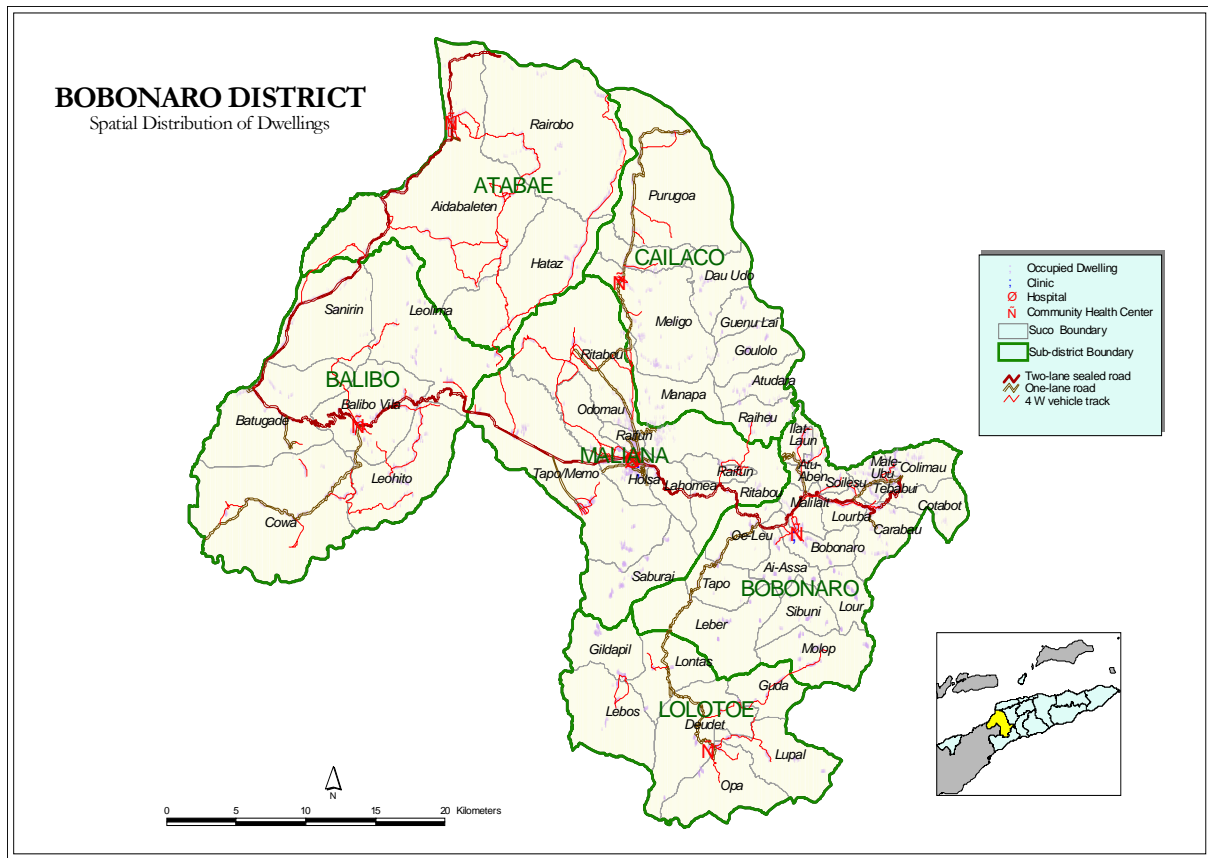 BOBONARO DISTRICT
Spatial Distribution of Dwellings
Rairobo
ATABAE
Aidabaleten
Purugoa
Hataz
CAILACO
Dau Udo
Sanirin
Leolima
Meligo
Guenu Lai
Goulolo
Ritabou
Atudara
BALIBO
Manapa
Balibo Vila
Odomau
Raiheu
Batugade
Raifun
Ilat-
Laun
MALIANA
Atu-
Aben
Male
Ubu
Colimau
Tapo/Memo
Holsa
Raifun
Soilesu
Tebabui
Leohito
Lahomea
Ritabou
Malilait
Cotabot
Lourba
Carabau
Cowa
Oe-Leu
Bobonaro
Ai-Assa
Saburai
Tapo
BOBONARO
Sibuni
Lour
Leber
Gildapil
Molop
Lontas
Guda
Lebos
LOLOTOE
Deudet
Lupal
Opa
Ñ
Ñ
Ñ
Ñ
Occupied Dwelling
Clinic
Ø Hospital
Ñ Community Health Center
Suco Boundary
Sub-district Boundary
Two-lane sealed road
One-lane road
4 W vehicle track
N
0 5 10 15 20 Kilometers